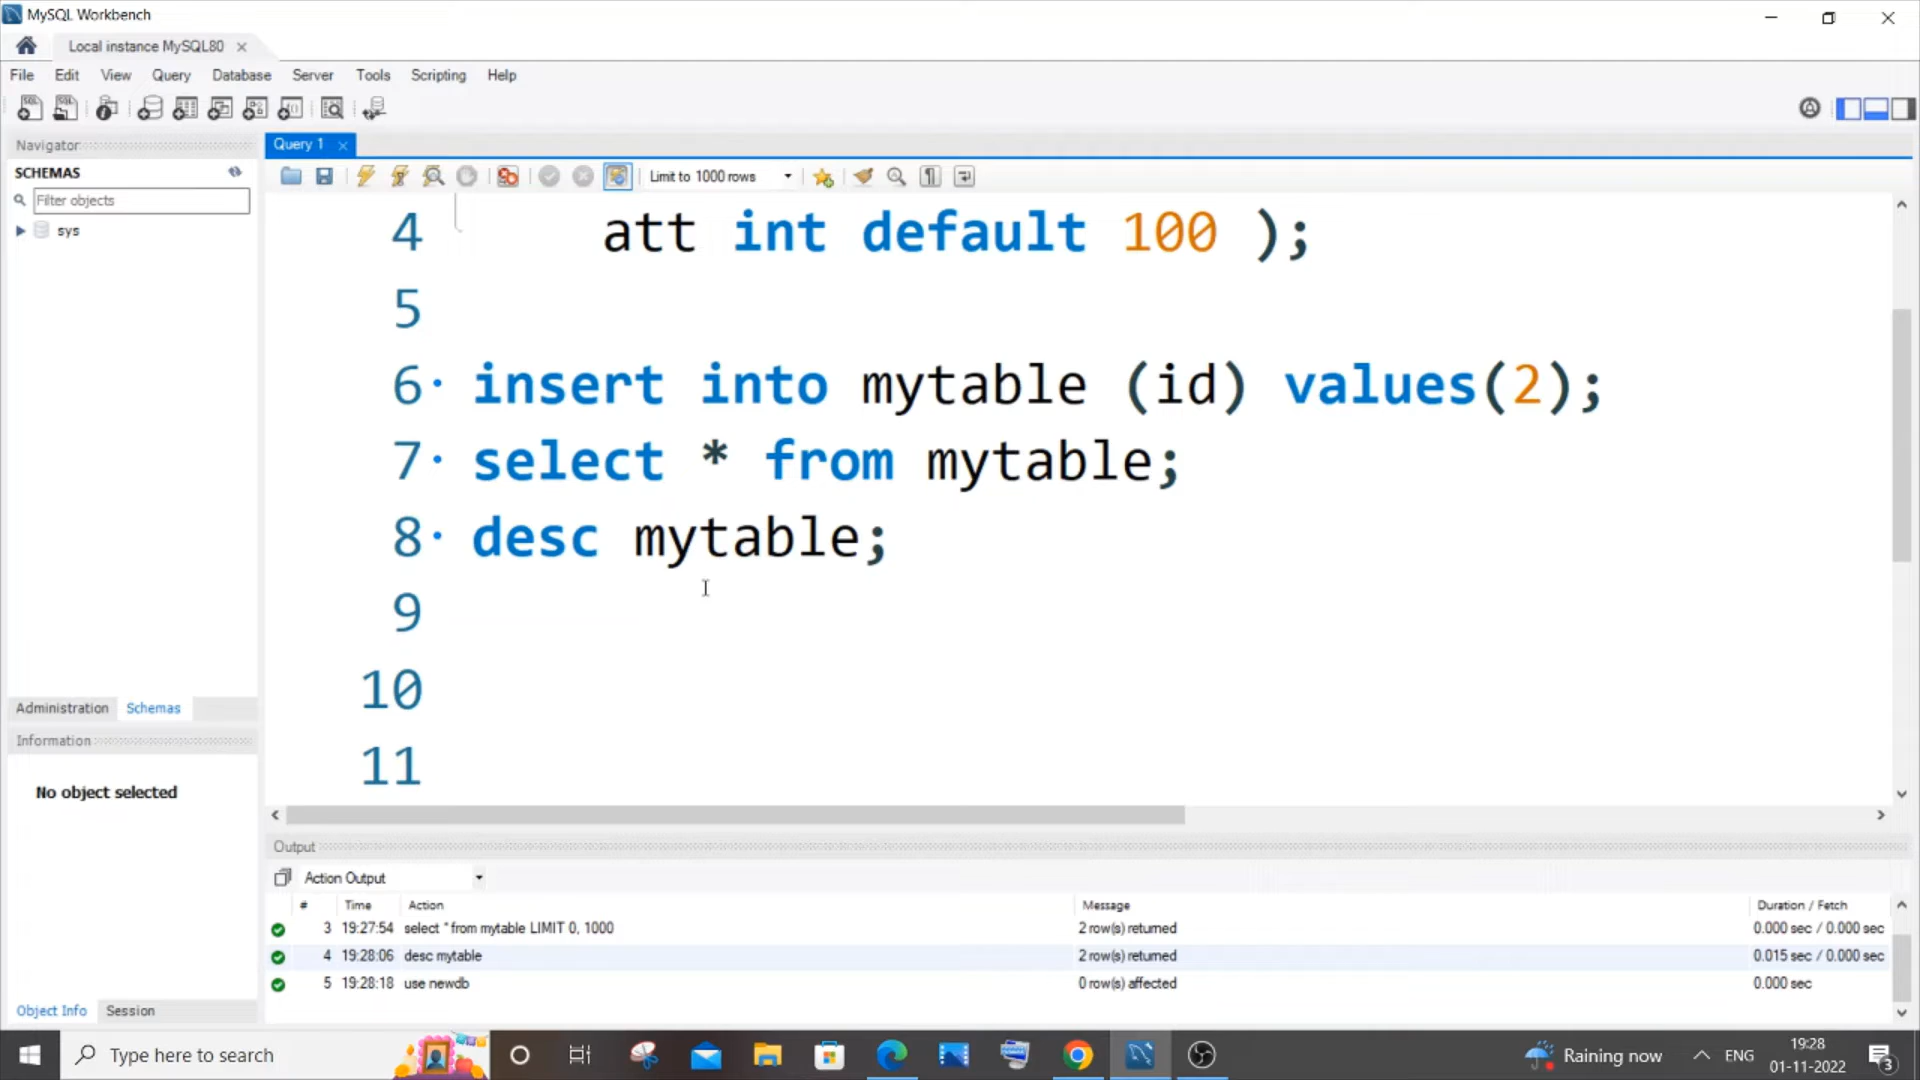 MySQL Workbench
Local instance MySQL80
File Edit View Query Database Server Tools Scripting Help
Navigator
SCHEMAS
Filter objects
sys
Query 1
Limit to 1000 rows
4 att int default 100 );
5
6 insert into mytable (id) values(2);
7 select * from mytable;
8 desc mytable;
9
10
11
Administration Schemas
Information
No object selected
Object Info Session
Output
Action Output
# Time Action Message Duration / Fetch
3 19:27:54 select * from mytable LIMIT 0, 1000 2 row(s) returned 0.000 sec / 0.000 sec
4 19:28:06 desc mytable 2 row(s) returned 0.015 sec / 0.000 sec
5 19:28:18 use newdb 0 row(s) affected 0.000 sec
Type here to search
Raining now
ENG
19:28
01-11-2022
3